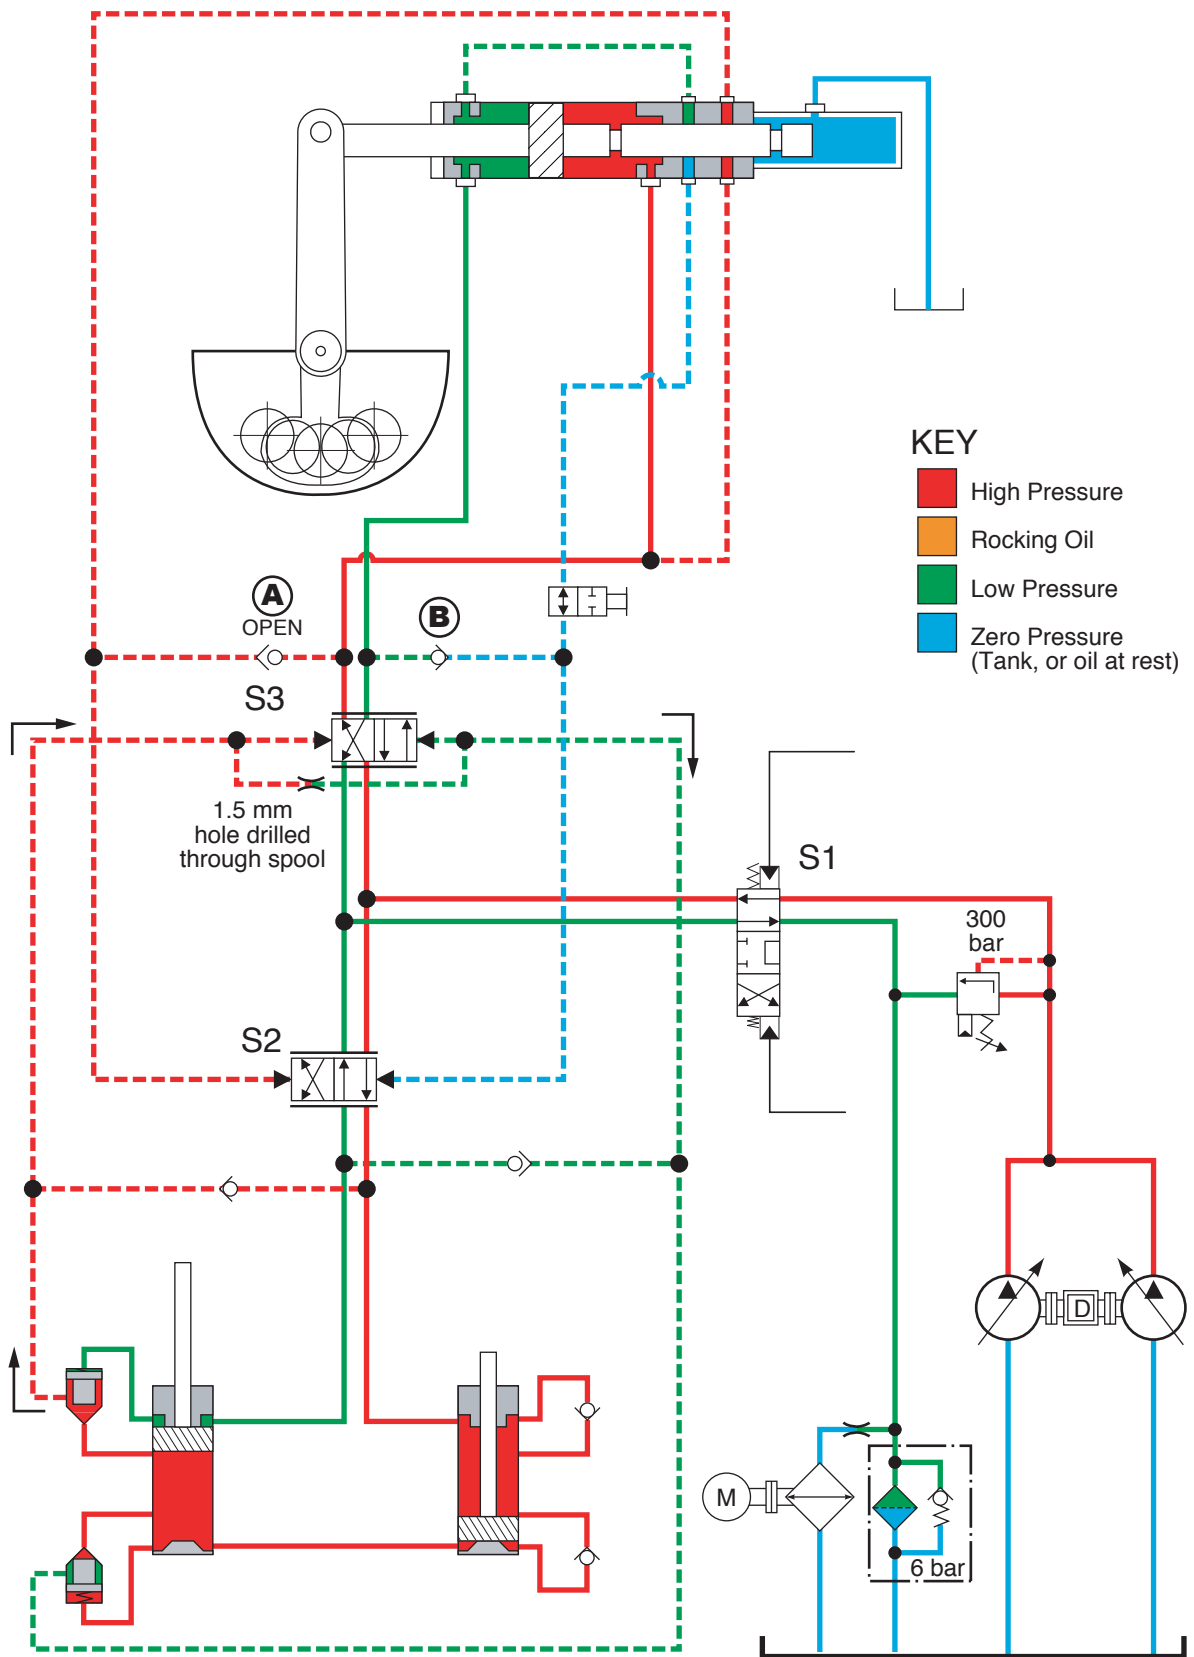 KEY
High Pressure
Rocking Oil
Low Pressure
Zero Pressure
(Tank, or oil at rest)
A
OPEN
B
S3
1.5 mm
hole drilled
through spool
S1
300
bar
S2
D
M
6 bar